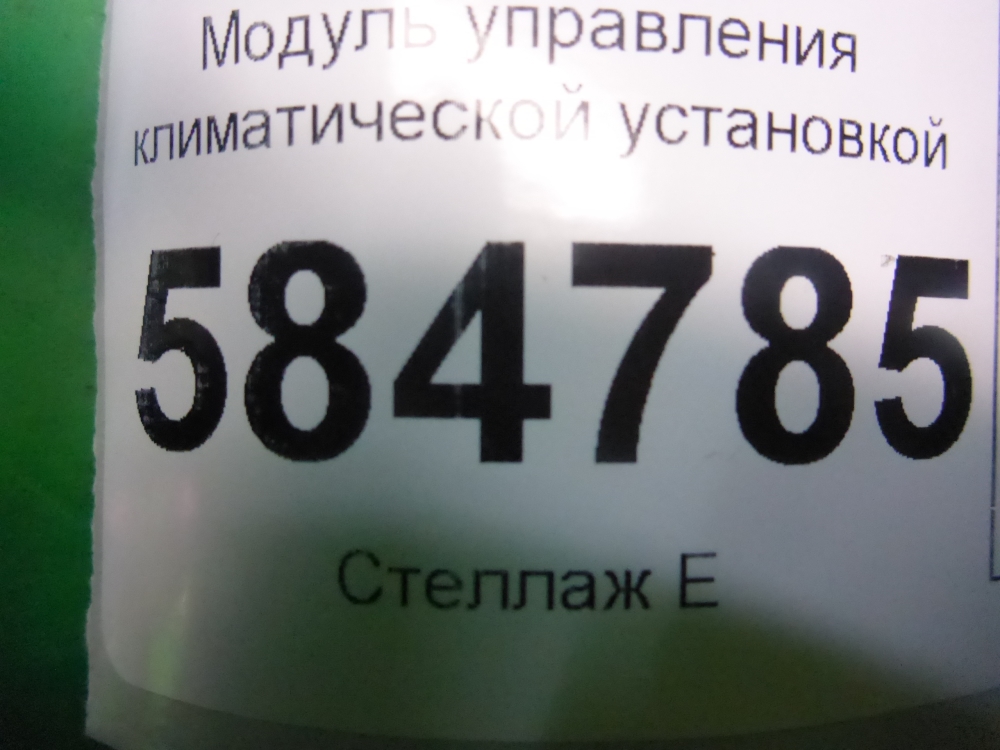 Модуль управления
климатической установкой
584785
Стеллаж Е